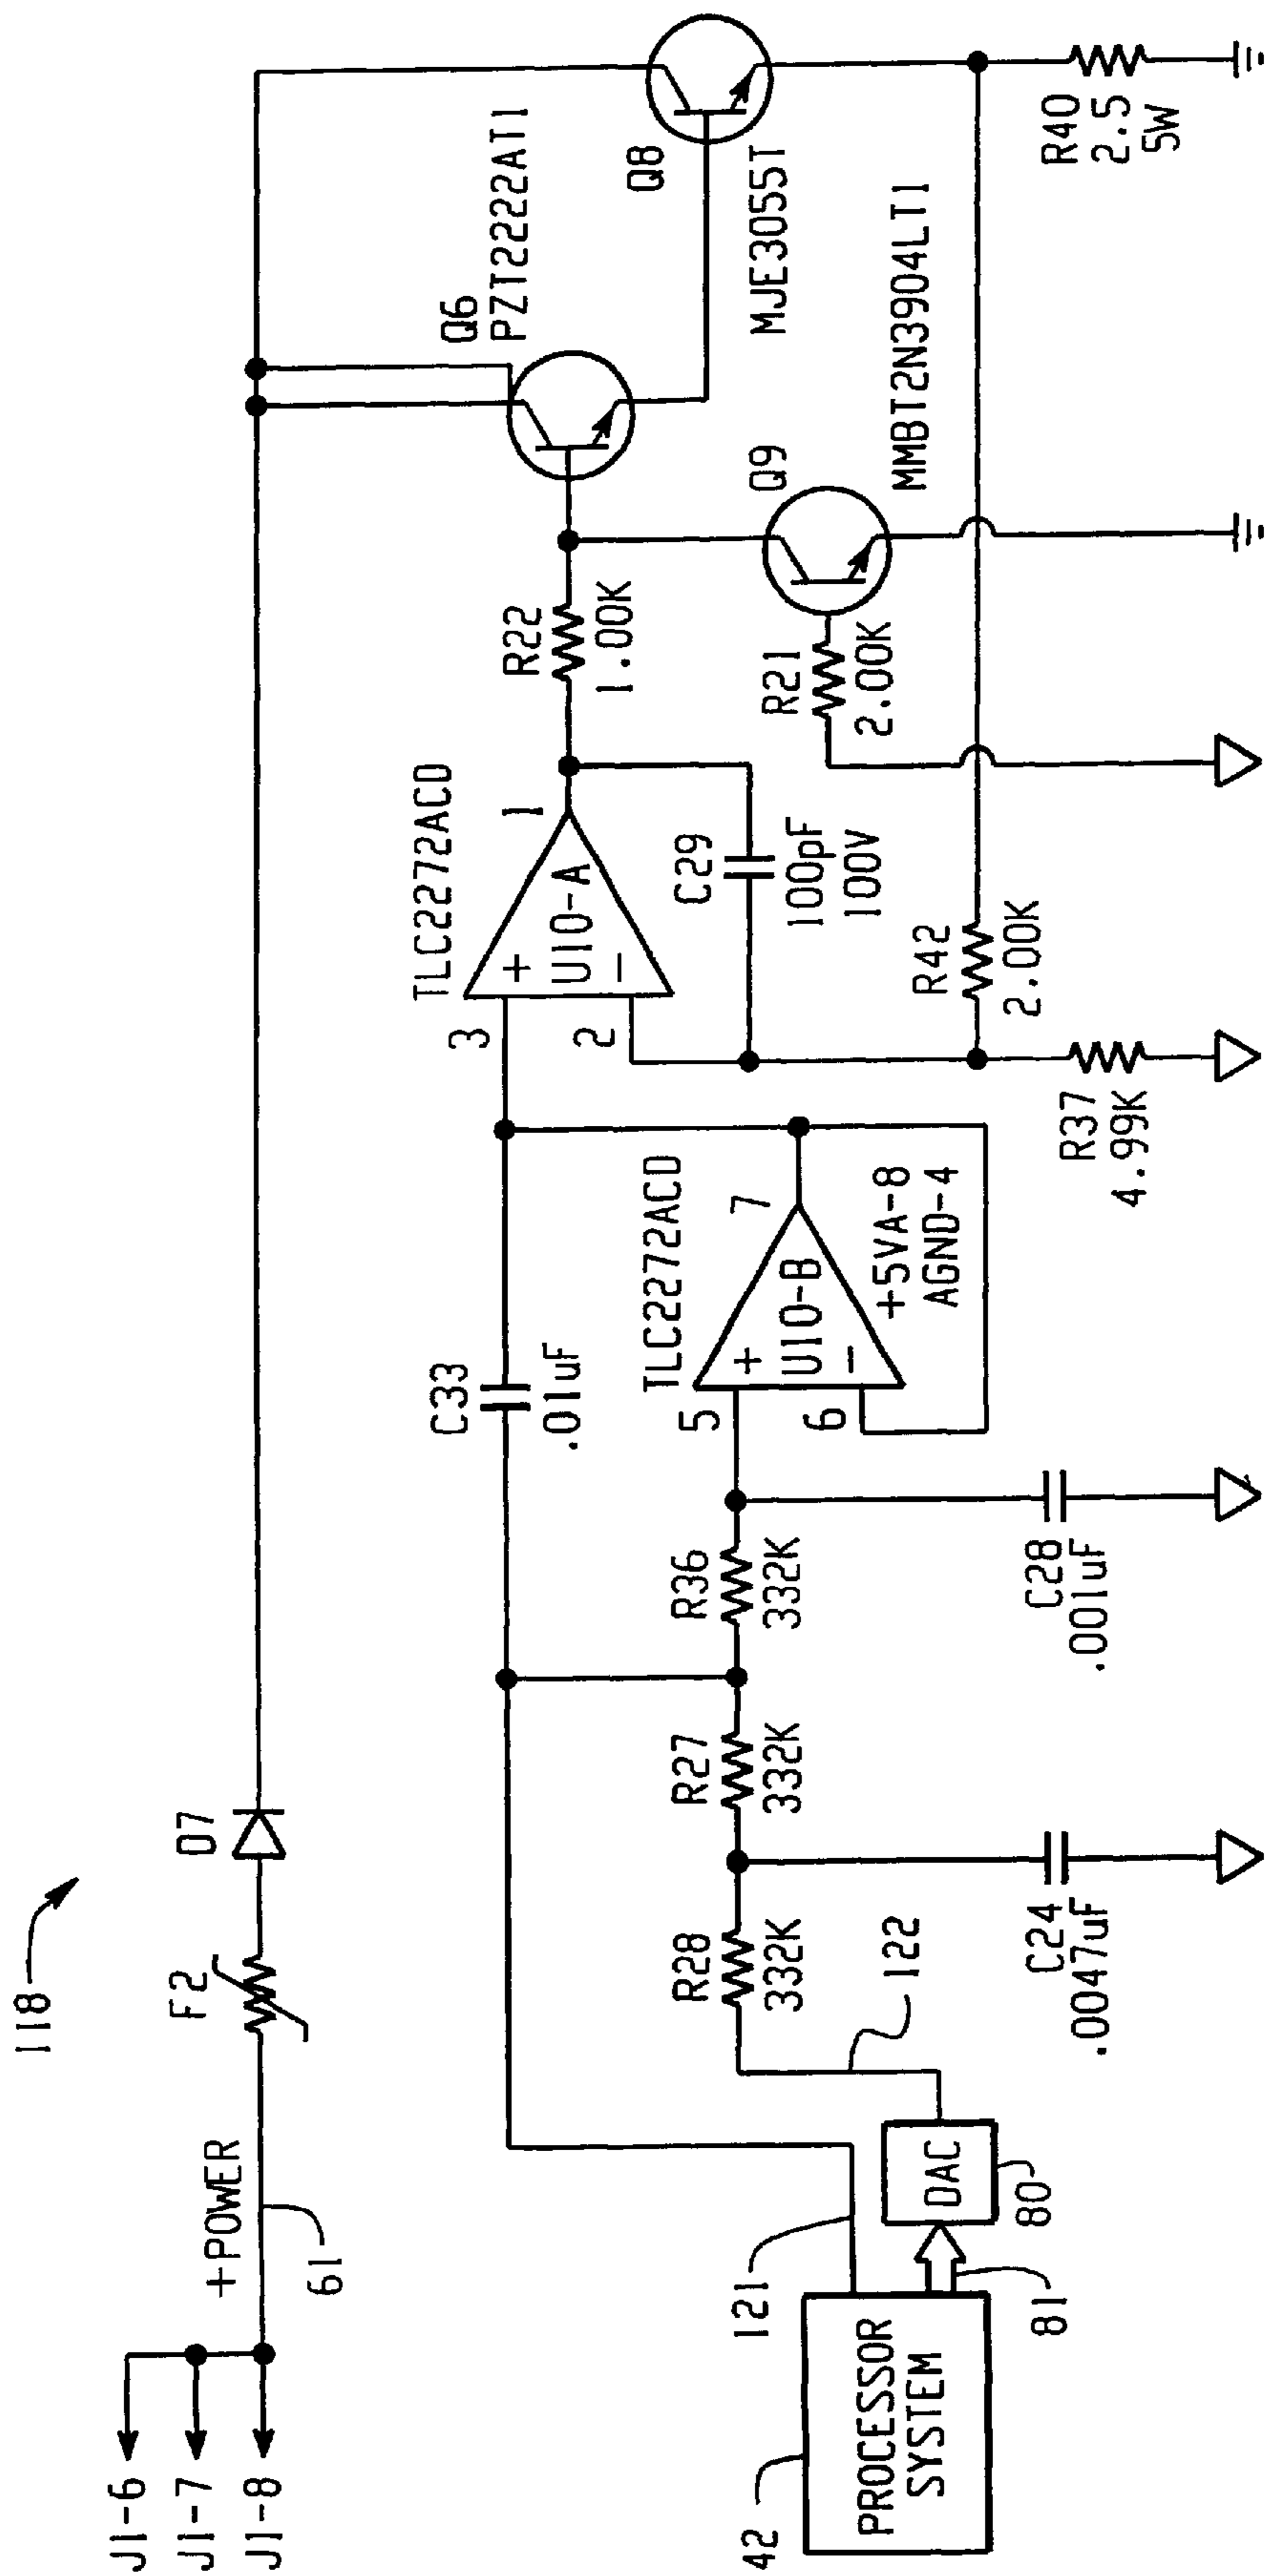 118
J1-6
J1-7
J1-8
+POWER
61
F2
D7
Q6
PZT2222AT1
Q8
MJE3055T
R40
2.5
5W
C33
.01uF
3
2
TLC2272ACD
+
U10-A
−
1
R22
1.00K
Q9
MMBT2N3904LT1
C29
100pF
100V
R21
2.00K
R42
2.00K
R37
4.99K
TLC2272ACD
5
6
+
U10-B
−
7
+5VA-8
AGND-4
R28
332K
R27
332K
R36
332K
C24
.0047uF
C28
.001uF
122
121
42
PROCESSOR
SYSTEM
81
DAC
80